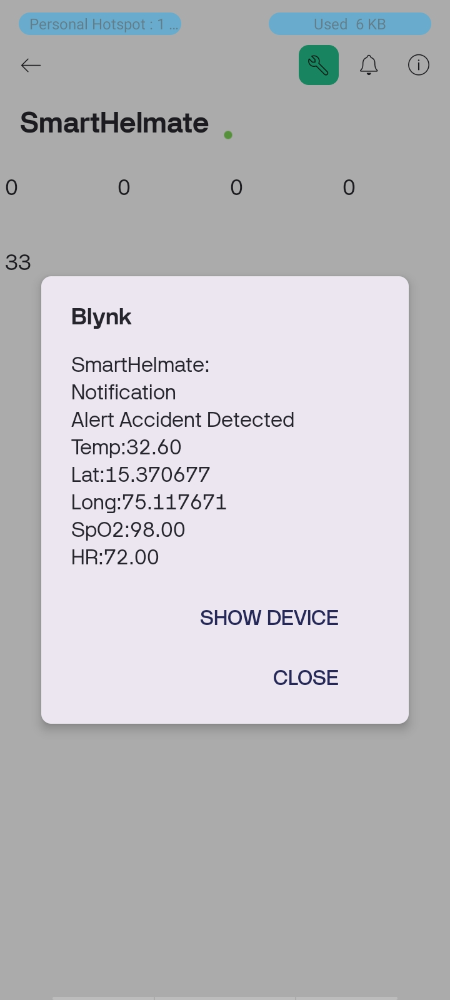 Personal Hotspot : 1 ...
Used 6 KB
SmartHelmate
0 0 0 0
33
Blynk
SmartHelmate:
Notification
Alert Accident Detected
Temp:32.60
Lat:15.370677
Long:75.117671
SpO2:98.00
HR:72.00
SHOW DEVICE
CLOSE